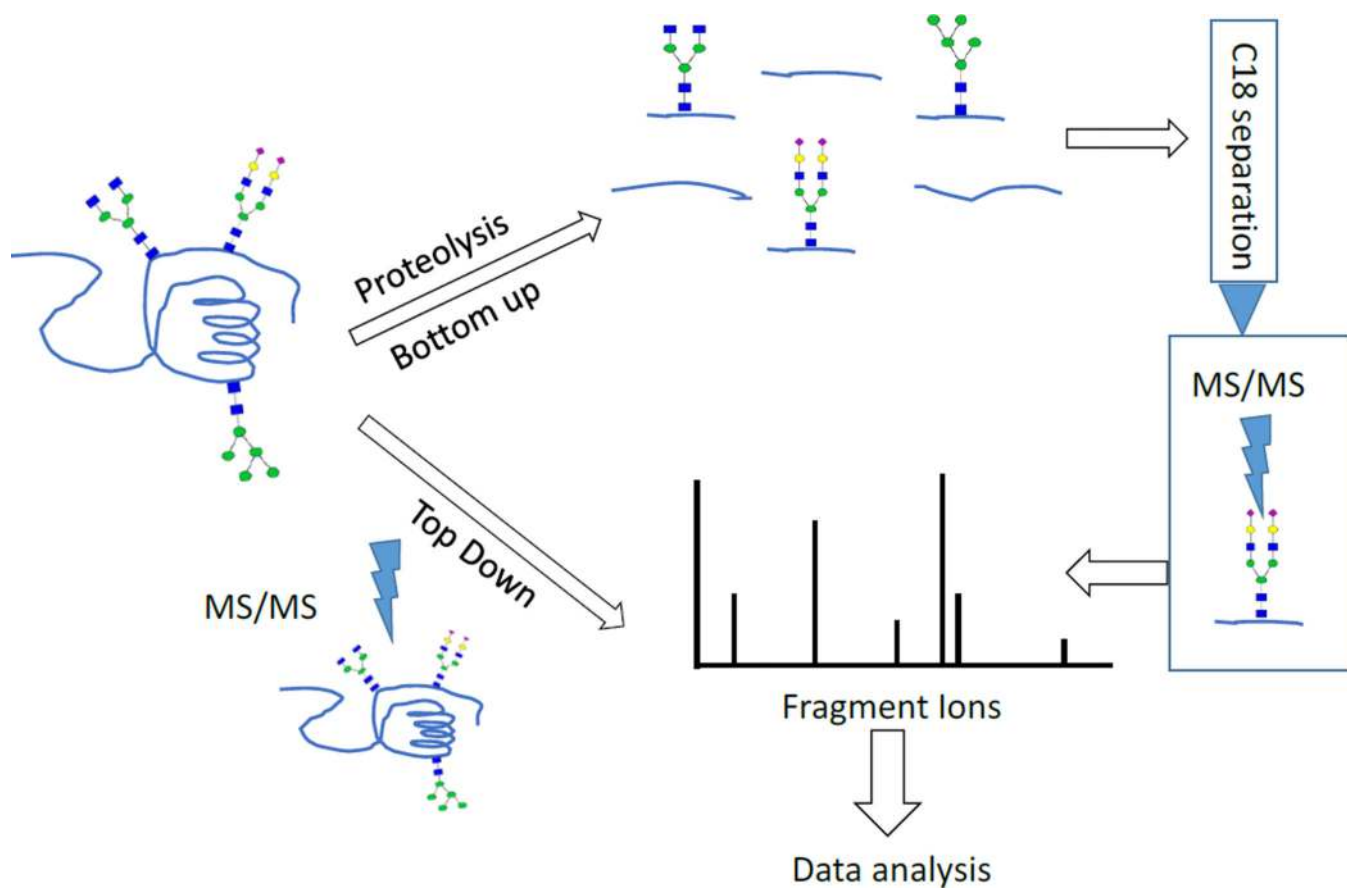 Proteolysis
Bottom up
C18 separation
MS/MS
Top Down
MS/MS
Fragment Ions
Data analysis